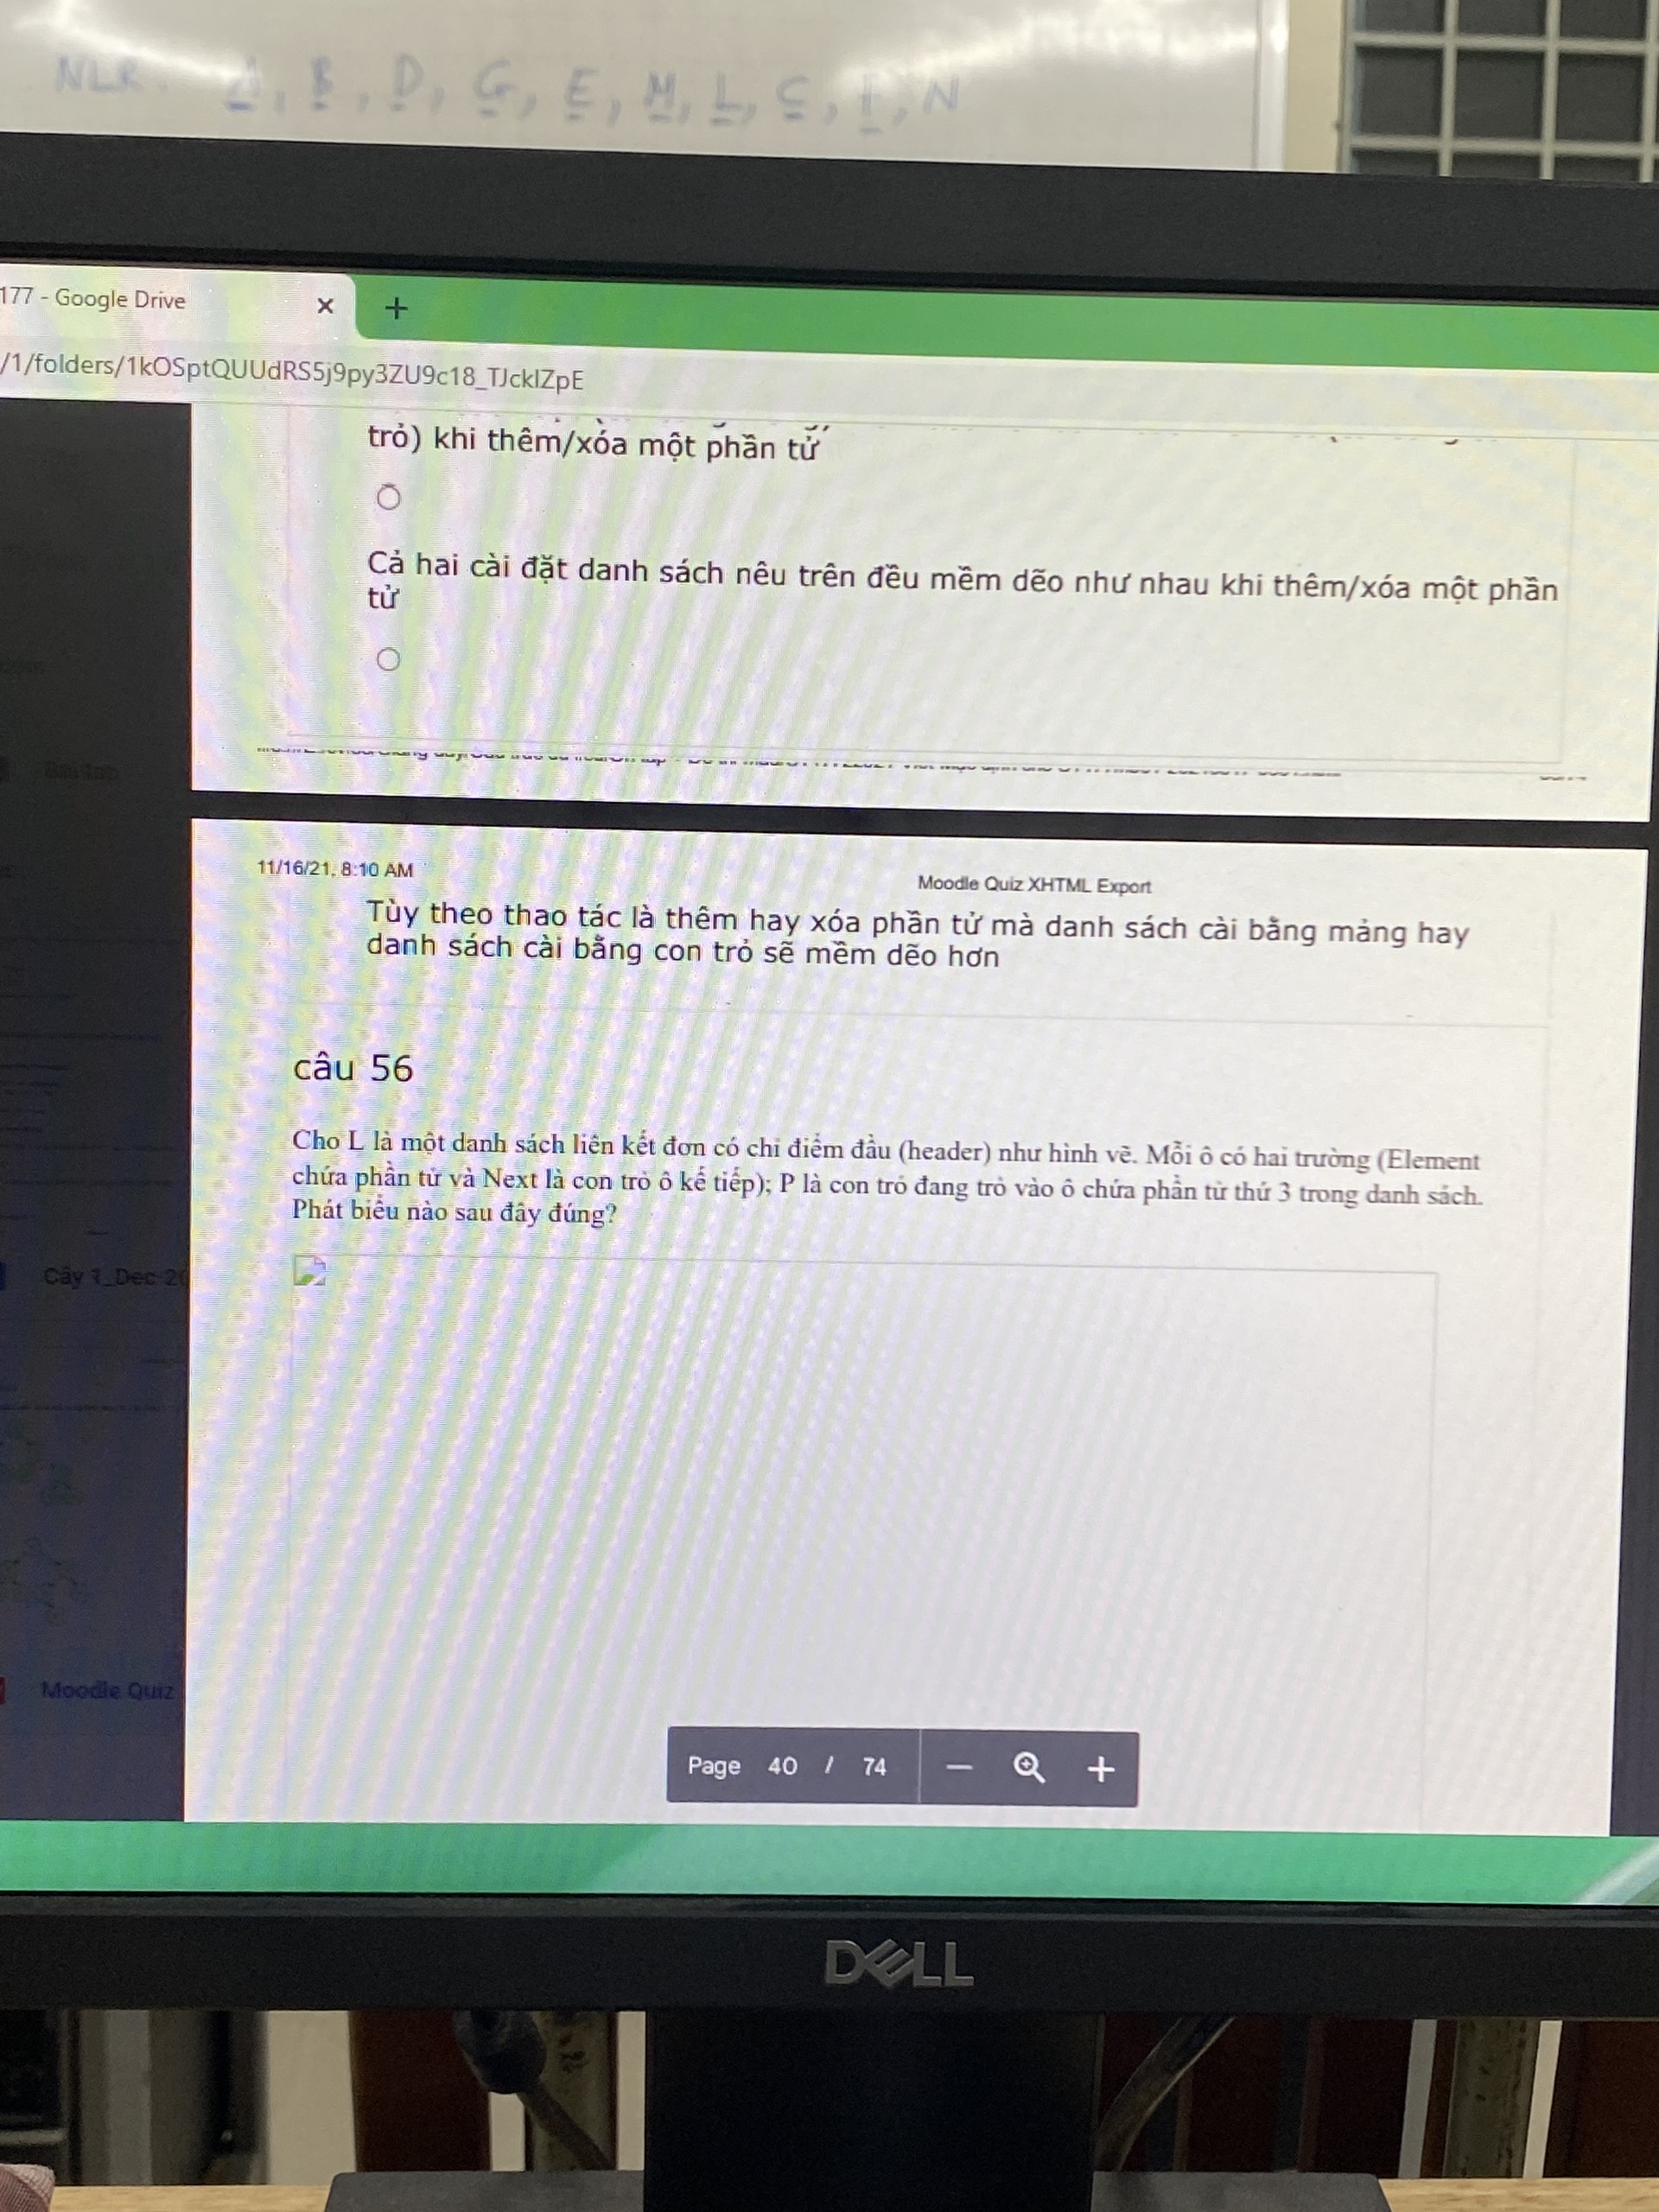 NLR. A, B, D, G, E, M, L, C, F, N
177 - Google Drive
/1/folders/1kOSptQUUdRS5j9py3ZU9c18_TJckIZpE
trỏ) khi thêm/xóa một phần tử
Cả hai cài đặt danh sách nêu trên đều mềm dẽo như nhau khi thêm/xóa một phần
tử
11/16/21, 8:10 AM
Moodle Quiz XHTML Export
Tùy theo thao tác là thêm hay xóa phần tử mà danh sách cài bằng mảng hay
danh sách cài bằng con trỏ sẽ mềm dẽo hơn
câu 56
Cho L là một danh sách liên kết đơn có chỉ điểm đầu (header) như hình vẽ. Mỗi ô có hai trường (Element
chứa phần tử và Next là con trỏ ô kế tiếp); P là con trỏ đang trỏ vào ô chứa phần tử thứ 3 trong danh sách.
Phát biểu nào sau đây đúng?
Cây 1_Dec 20
Moodle Quiz
Page 40 / 74
DELL